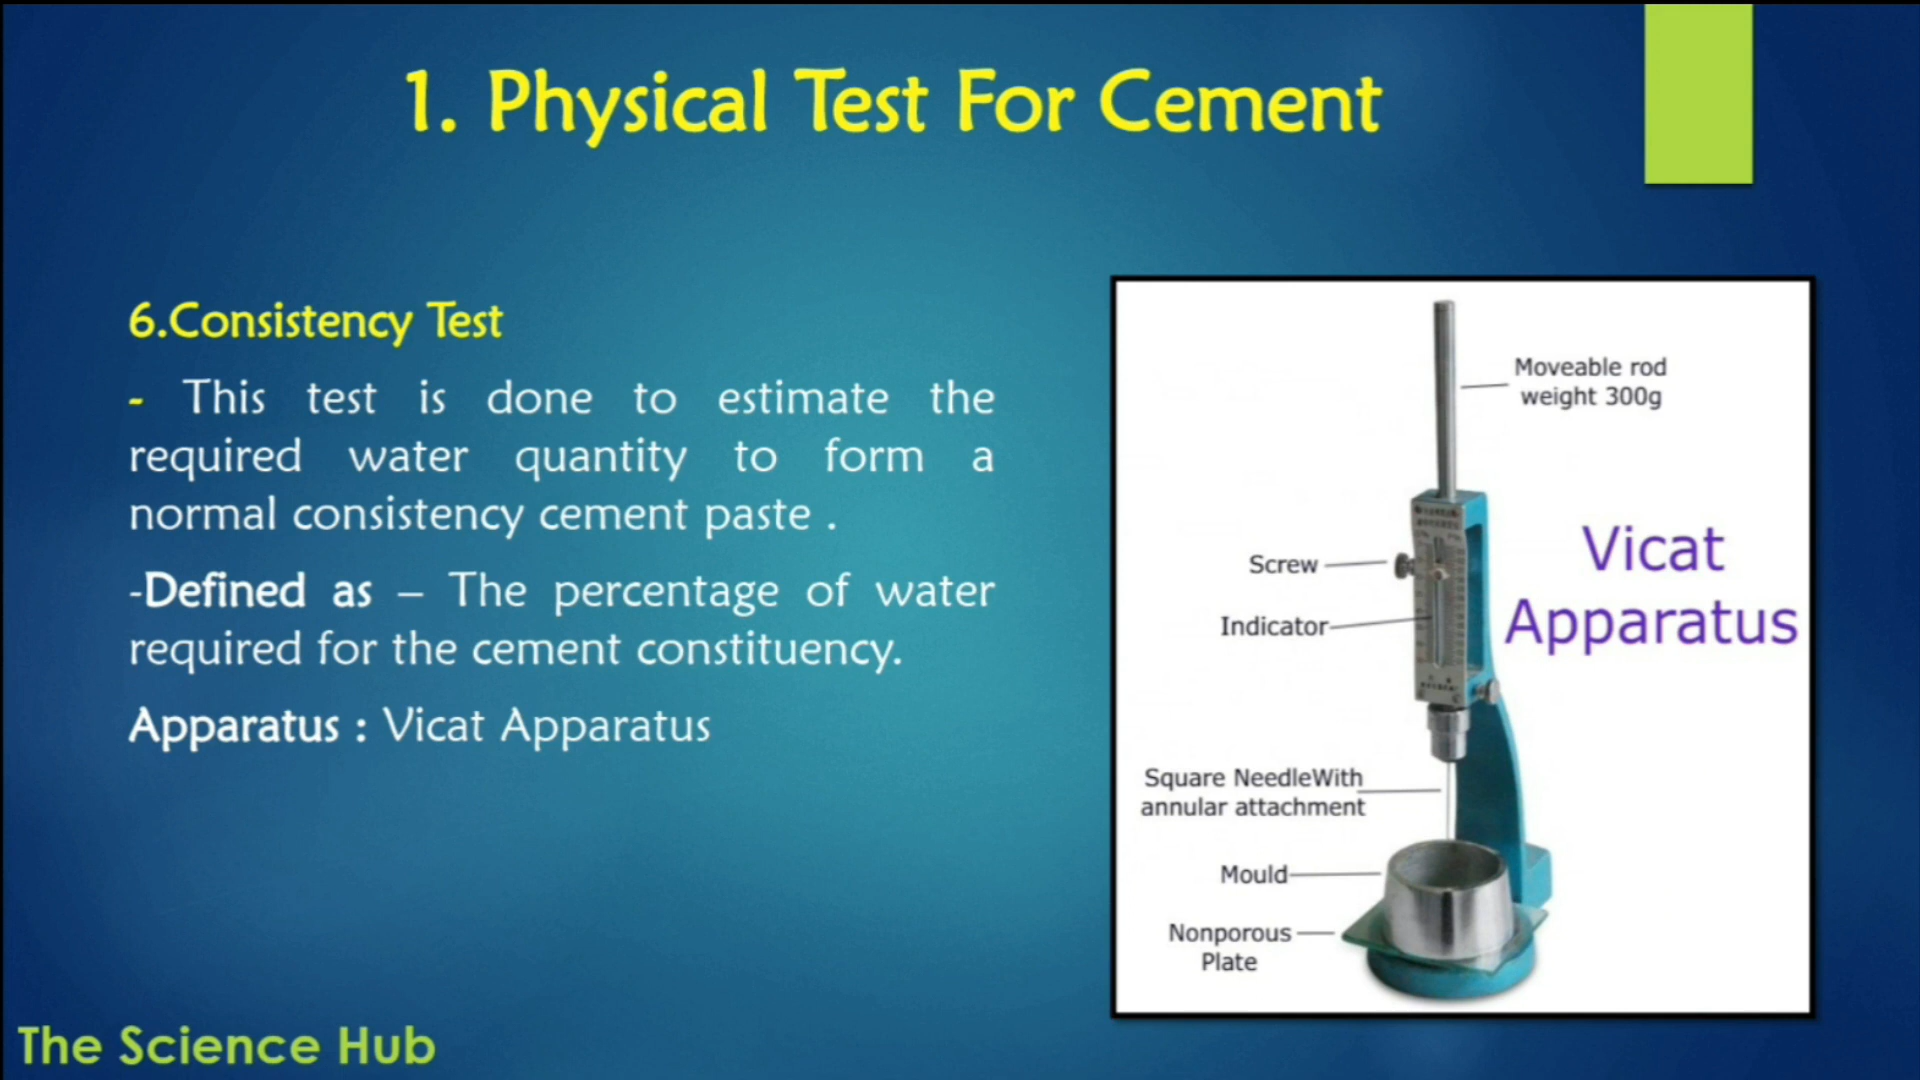 1. Physical Test For Cement
6.Consistency Test
- This test is done to estimate the
required water quantity to form a
normal consistency cement paste .
-Defined as – The percentage of water
required for the cement constituency.
Apparatus : Vicat Apparatus
Moveable rod
weight 300g
Screw
Indicator
Vicat
Apparatus
Square NeedleWith
annular attachment
Mould
Nonporous
Plate
The Science Hub